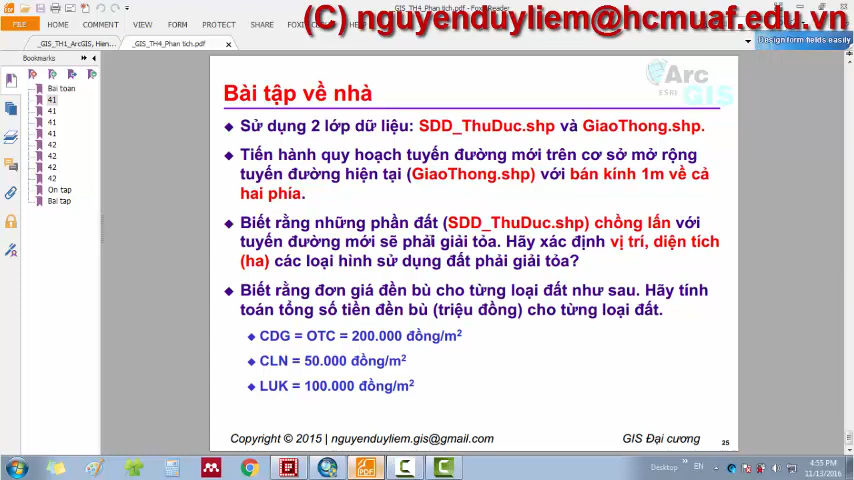 (C) nguyenduyliem@hcmuaf.edu.vn
FILE HOME COMMENT VIEW FORM PROTECT SHARE
Design form fields easily
_GIS_TH1_ArcGIS, Hien... _GIS_TH4_Phan tich.pdf
Bookmarks
Bai toan
41
41
41
41
42
42
42
42
On tap
Bai tap
Arc
GIS
ESRI
Bài tập về nhà
Sử dụng 2 lớp dữ liệu: SDD_ThuDuc.shp và GiaoThong.shp.
Tiến hành quy hoạch tuyến đường mới trên cơ sở mở rộng
tuyến đường hiện tại (GiaoThong.shp) với bán kính 1m về cả
hai phía.
Biết rằng những phần đất (SDD_ThuDuc.shp) chồng lấn với
tuyến đường mới sẽ phải giải tỏa. Hãy xác định vị trí, diện tích
(ha) các loại hình sử dụng đất phải giải tỏa?
Biết rằng đơn giá đền bù cho từng loại đất như sau. Hãy tính
toán tổng số tiền đền bù (triệu đồng) cho từng loại đất.
CDG = OTC = 200.000 đồng/m²
CLN = 50.000 đồng/m²
LUK = 100.000 đồng/m²
Copyright © 2015 | nguyenduyliem.gis@gmail.com GIS Đại cương 25
Desktop EN 4:55 PM
11/13/2016